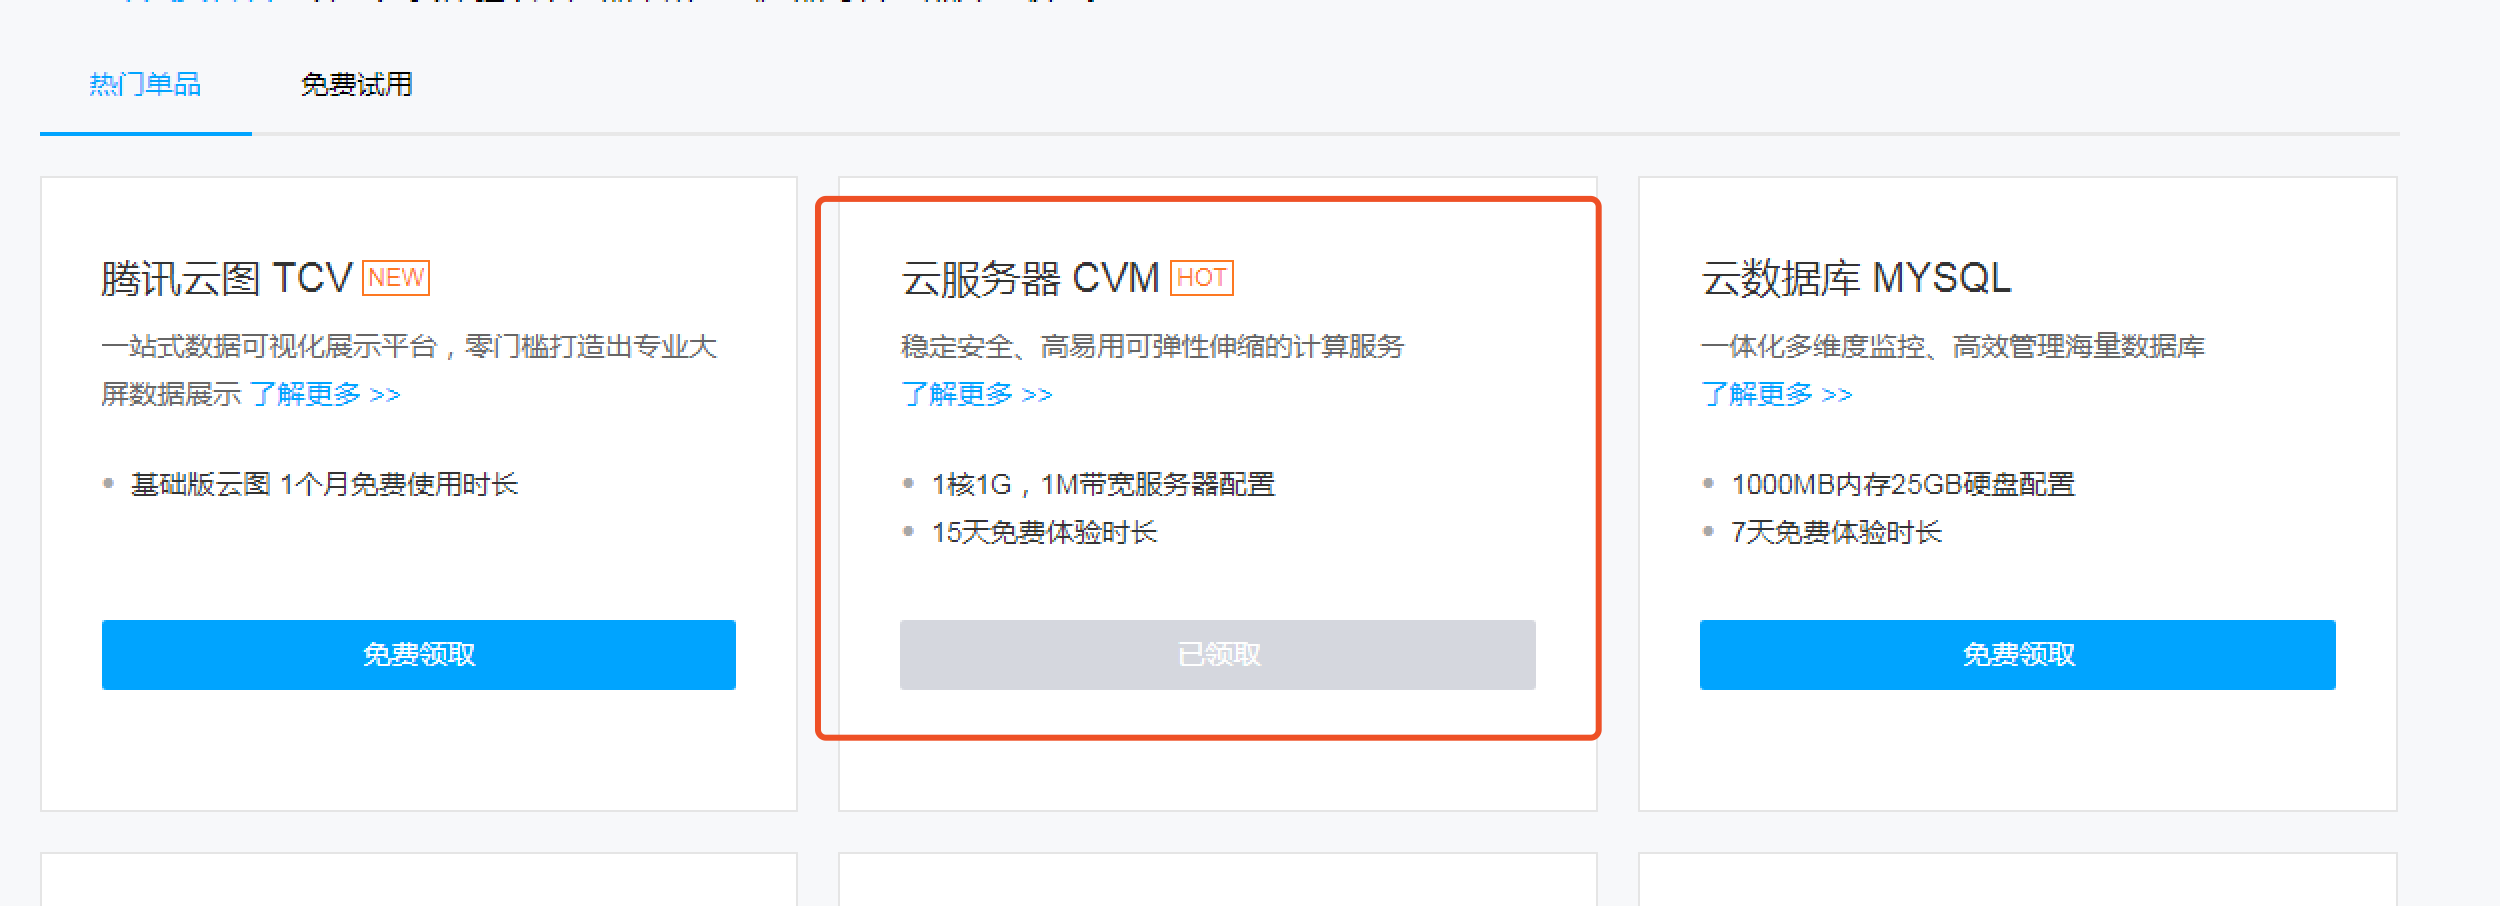 热门单品
免费试用
腾讯云图 TCV NEW
一站式数据可视化展示平台，零门槛打造出专业大
屏数据展示 了解更多 >>
基础版云图 1个月免费使用时长
免费领取
云服务器 CVM HOT
稳定安全、高易用可弹性伸缩的计算服务
了解更多 >>
1核1G，1M带宽服务器配置
15天免费体验时长
已领取
云数据库 MYSQL
一体化多维度监控、高效管理海量数据库
了解更多 >>
1000MB内存25GB硬盘配置
7天免费体验时长
免费领取